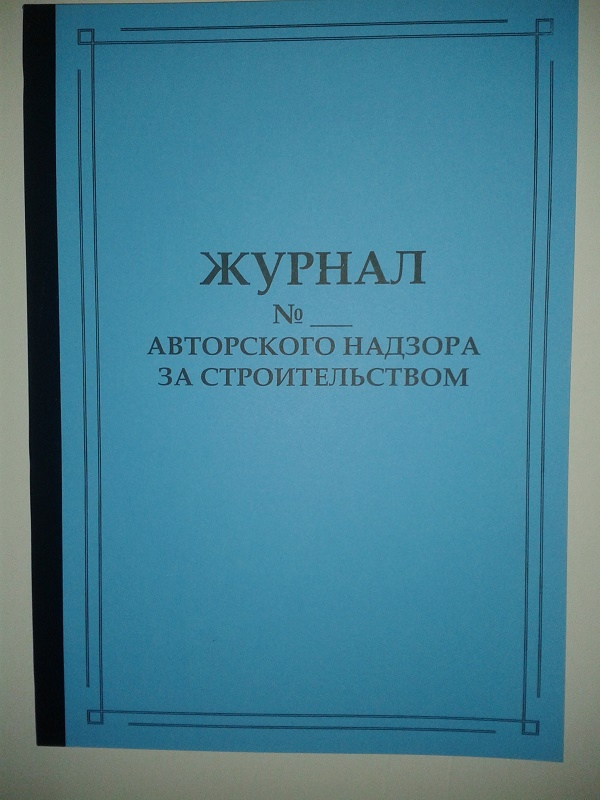 ЖУРНАЛ
№ ___
АВТОРСКОГО НАДЗОРА
ЗА СТРОИТЕЛЬСТВОМ